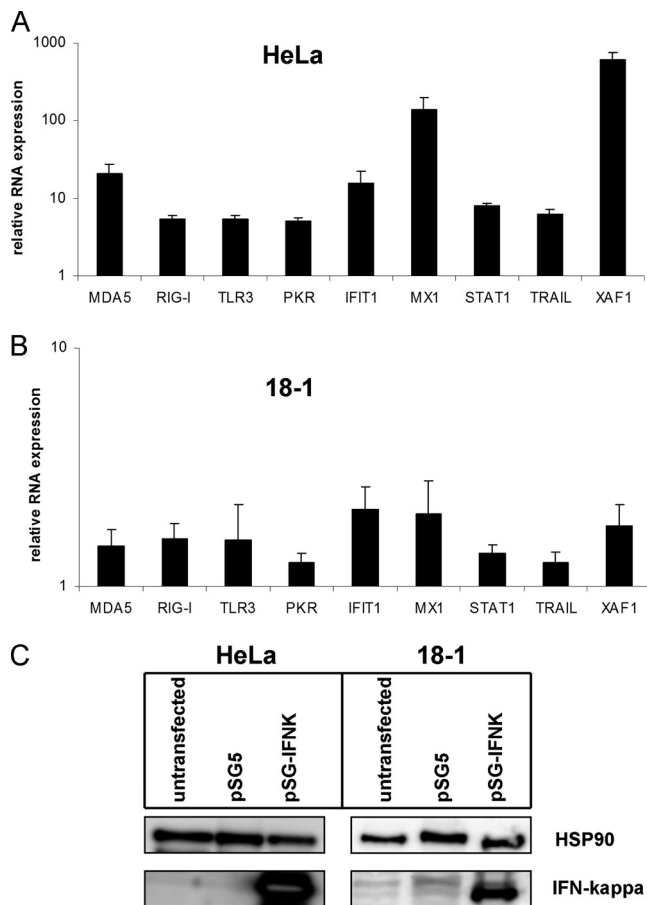 A
HeLa
relative RNA expression
1000
100
10
1
MDA5 RIG-I TLR3 PKR IFIT1 MX1 STAT1 TRAIL XAF1
B
18-1
relative RNA expression
10
1
MDA5 RIG-I TLR3 PKR IFIT1 MX1 STAT1 TRAIL XAF1
C
HeLa 18-1
untransfected pSG5 pSG-IFNK untransfected pSG5 pSG-IFNK
HSP90
IFN-kappa